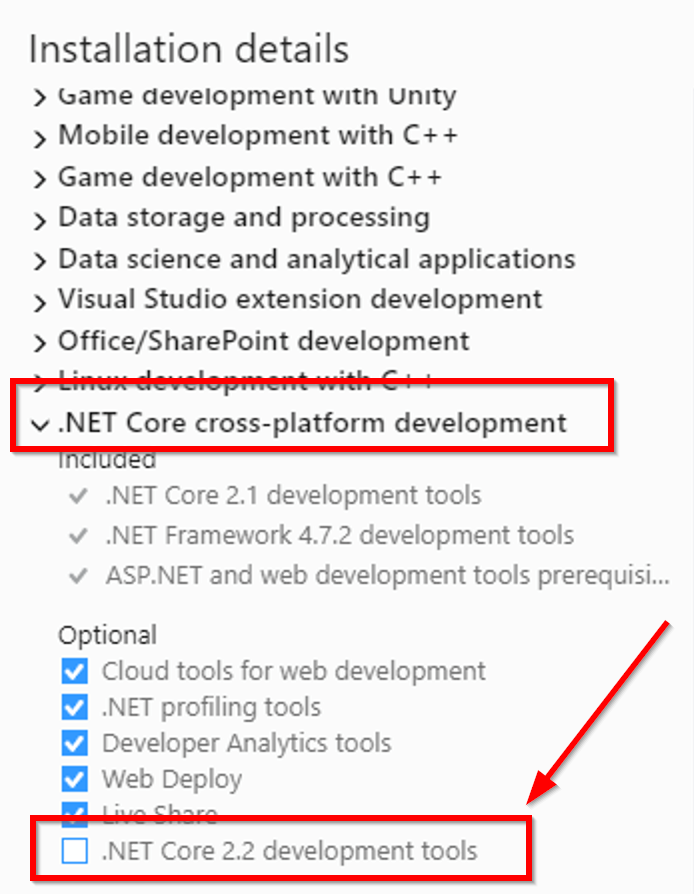 Installation details
Game development with Unity
Mobile development with C++
Game development with C++
Data storage and processing
Data science and analytical applications
Visual Studio extension development
Office/SharePoint development
Linux development with C++
.NET Core cross-platform development
Included
.NET Core 2.1 development tools
.NET Framework 4.7.2 development tools
ASP.NET and web development tools prerequisi...
Optional
Cloud tools for web development
.NET profiling tools
Developer Analytics tools
Web Deploy
Live Share
.NET Core 2.2 development tools